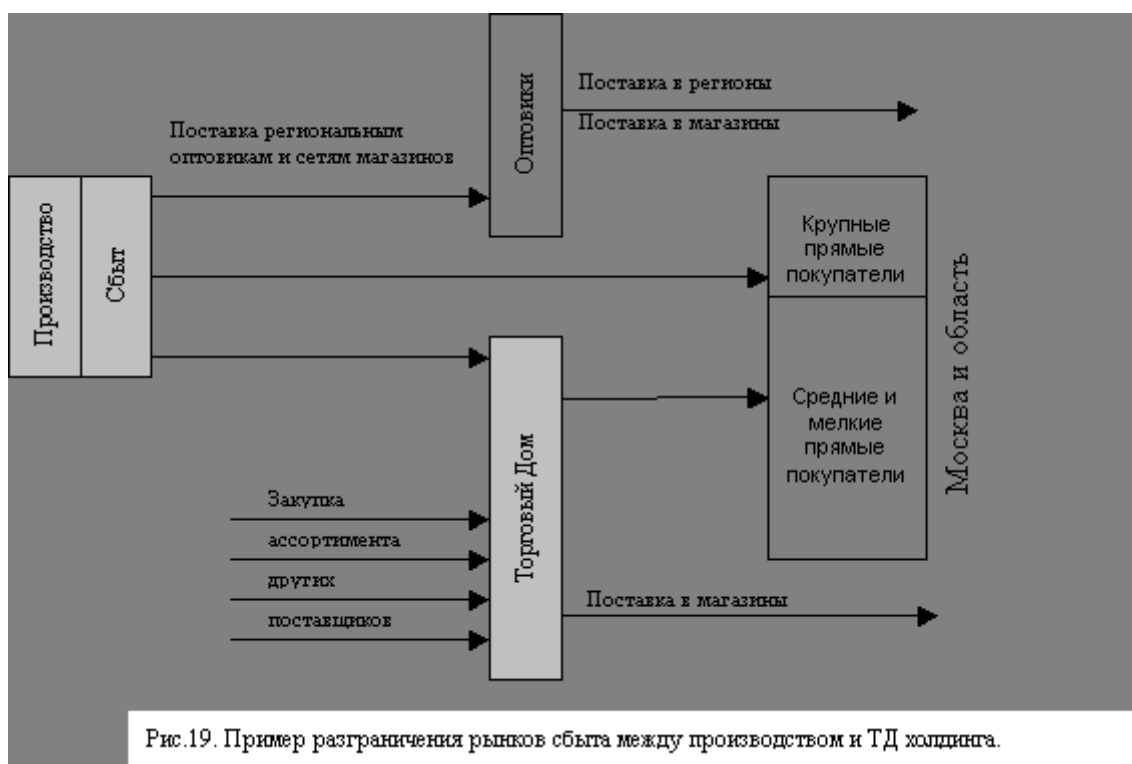 Оптовики
Поставка в регионы
Поставка в магазины
Поставка региональным
оптовикам и сетям магазинов
Производство
Сбыт
Крупные
прямые
покупатели
Средние и
мелкие
прямые
покупатели
Москва и область
Торговый Дом
Закупка
ассортимента
других
поставщиков
Поставка в магазины
Рис.19. Пример разграничения рынков сбыта между производством и ТД холдинга.